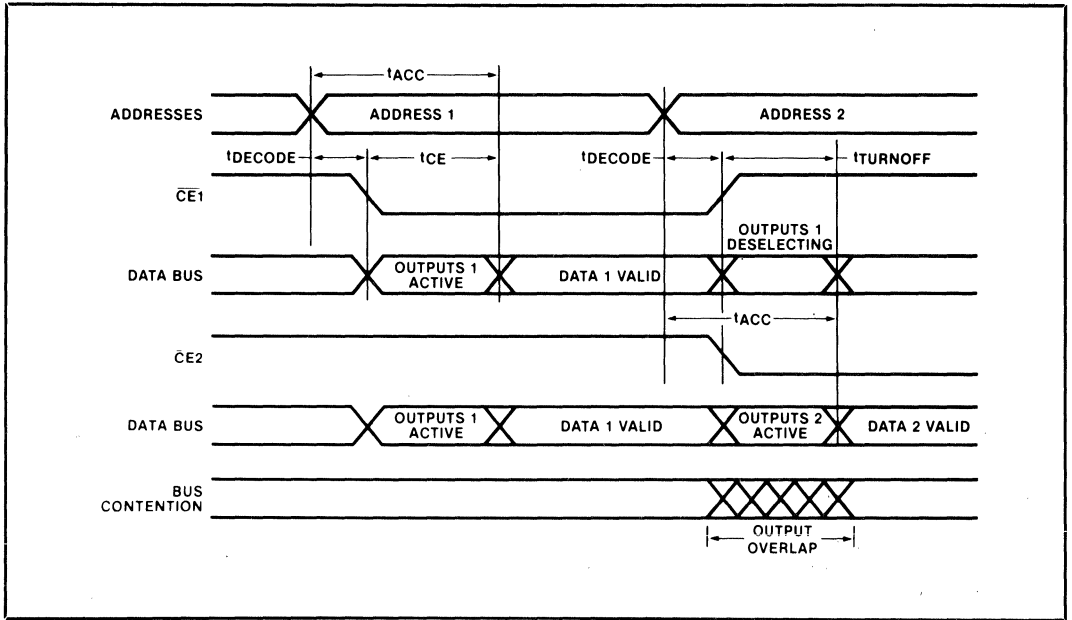 tACC
ADDRESSES
ADDRESS 1
ADDRESS 2
tDECODE
tCE
tDECODE
tTURNOFF
CE1
OUTPUTS 1
DESELECTING
DATA BUS
OUTPUTS 1
ACTIVE
DATA 1 VALID
tACC
CE2
DATA BUS
OUTPUTS 1
ACTIVE
DATA 1 VALID
OUTPUTS 2
ACTIVE
DATA 2 VALID
BUS
CONTENTION
OUTPUT
OVERLAP